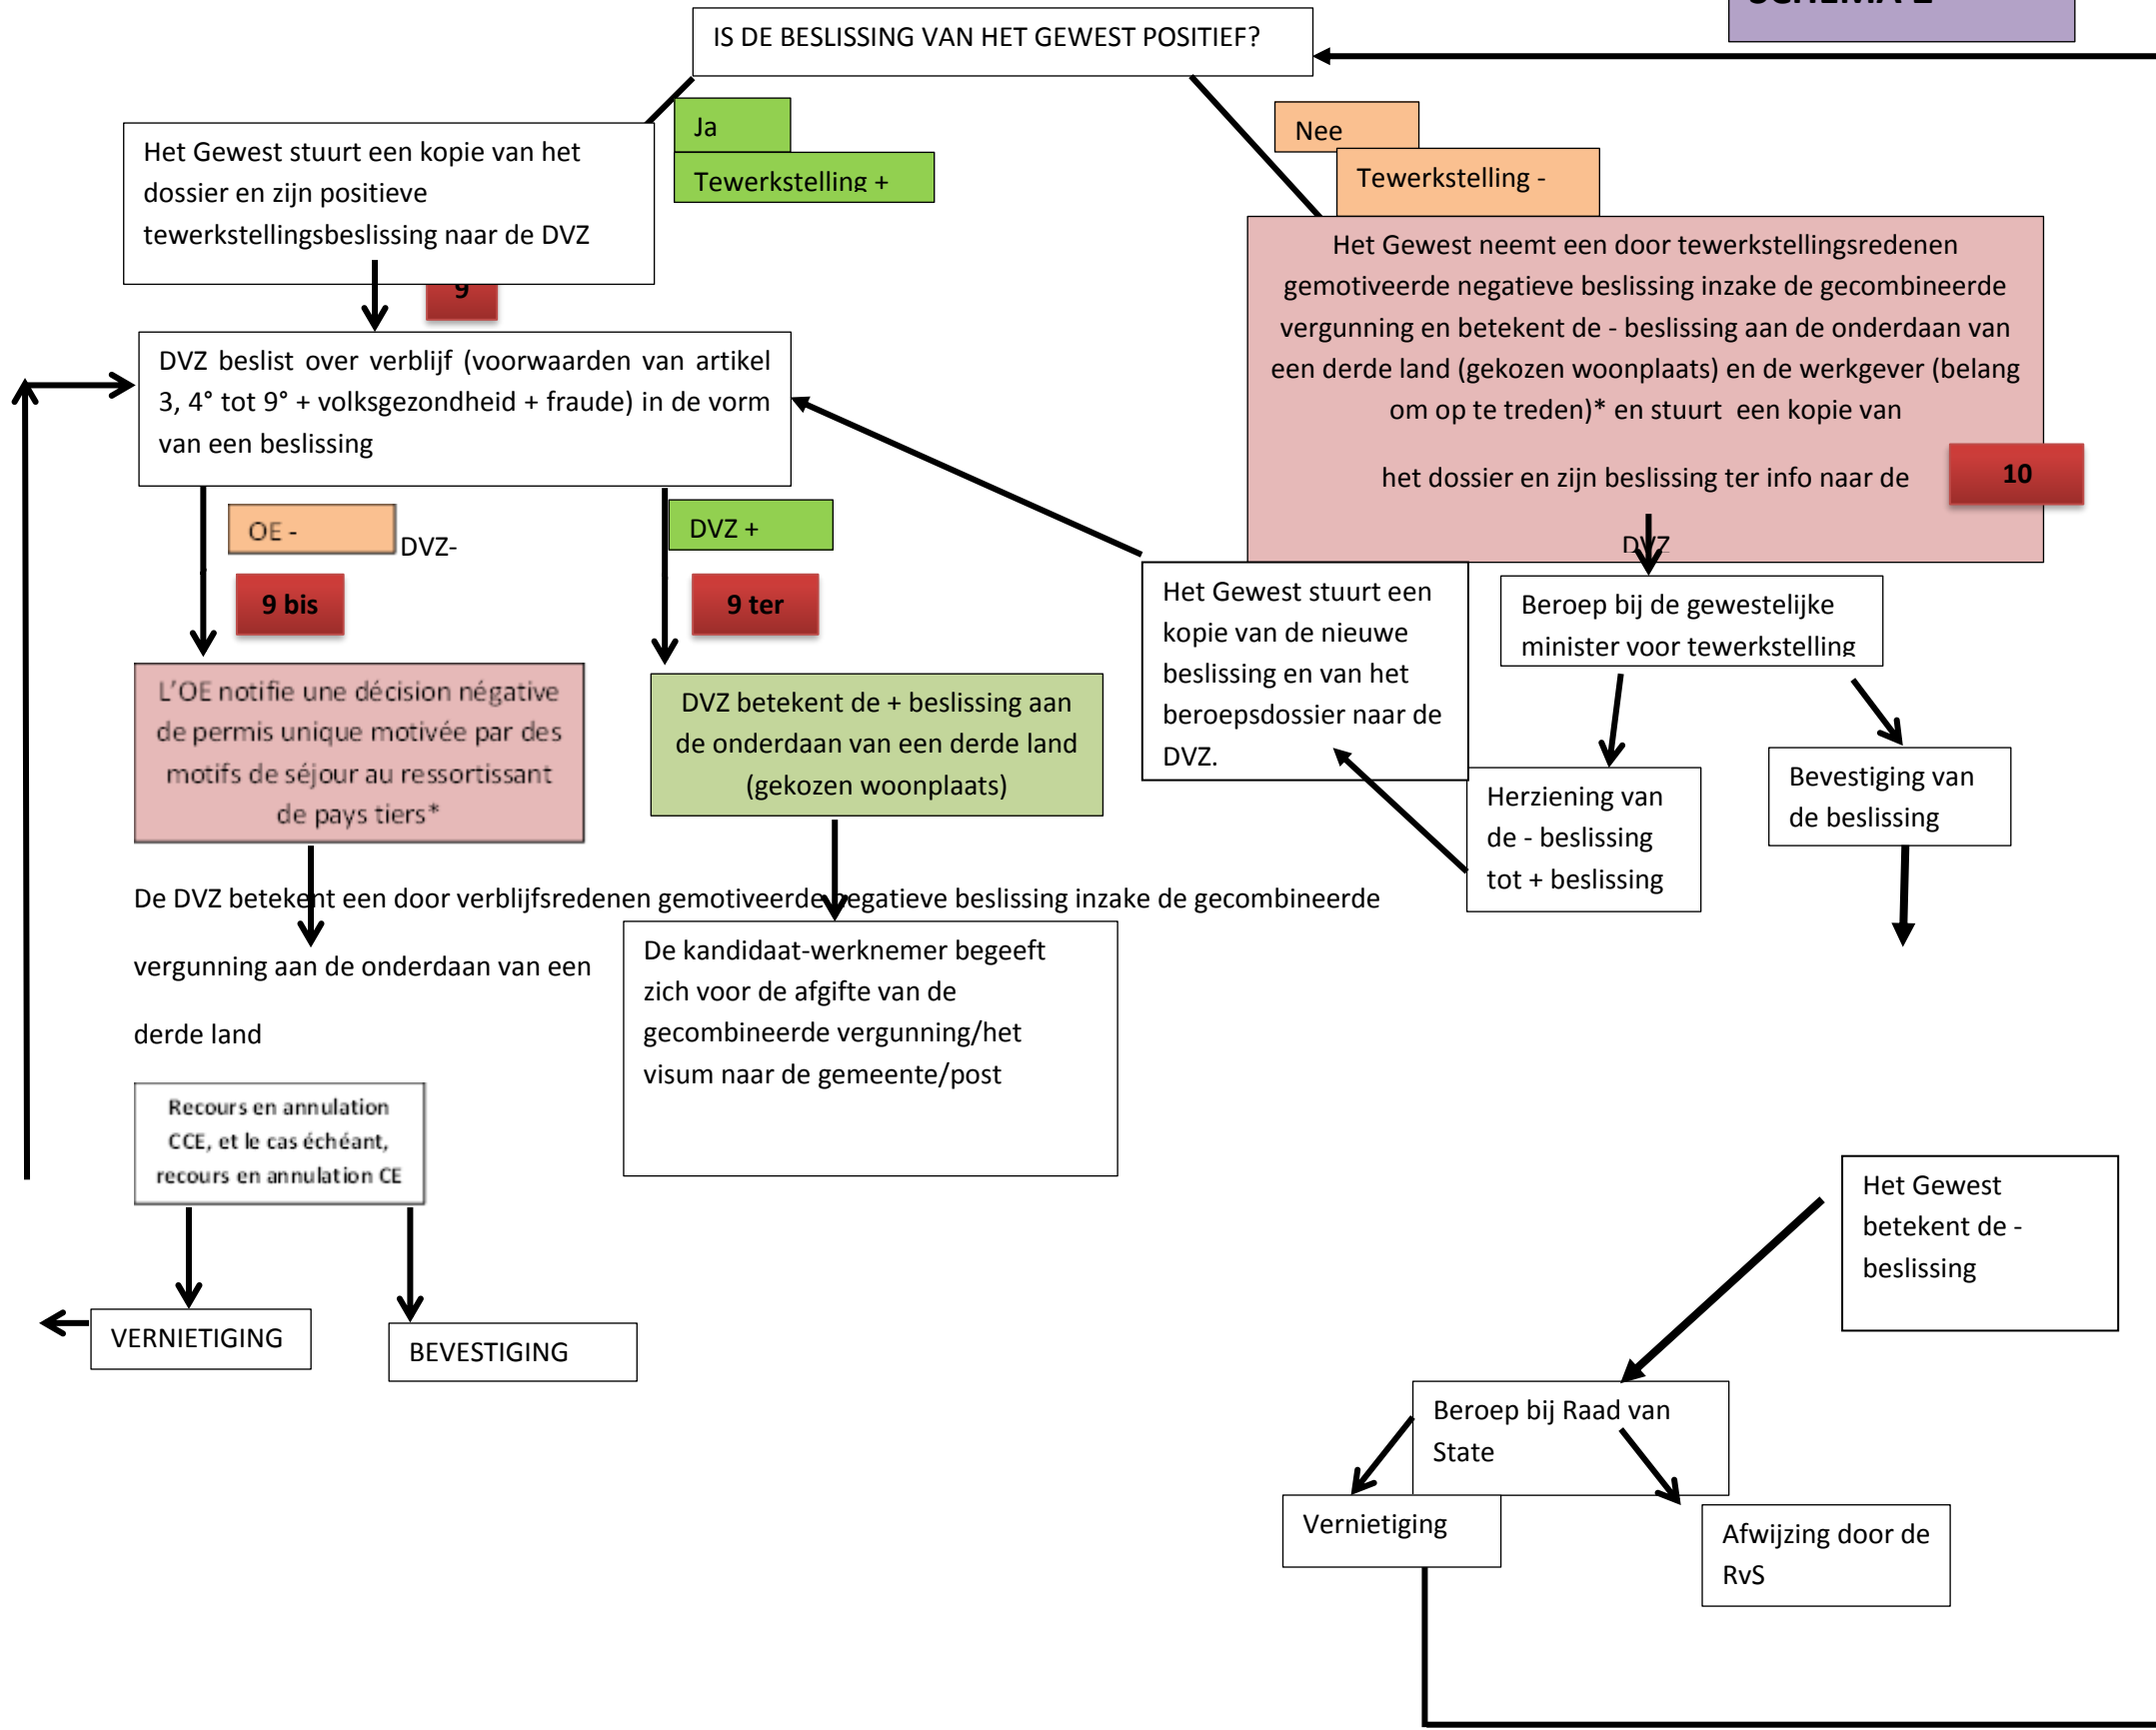 SCHEMA 2
IS DE BESLISSING VAN HET GEWEST POSITIEF?
Ja
Tewerkstelling +
Nee
Tewerkstelling -
Het Gewest stuurt een kopie van het
dossier en zijn positieve
tewerkstellingsbeslissing naar de DVZ
9
Het Gewest neemt een door tewerkstellingsredenen
gemotiveerde negatieve beslissing inzake de gecombineerde
vergunning en betekent de - beslissing aan de onderdaan van
een derde land (gekozen woonplaats) en de werkgever (belang
om op te treden)* en stuurt een kopie van
het dossier en zijn beslissing ter info naar de
DVZ
10
DVZ beslist over verblijf (voorwaarden van artikel
3, 4° tot 9° + volksgezondheid + fraude) in de vorm
van een beslissing
OE -
DVZ-
DVZ +
9 bis
9 ter
Het Gewest stuurt een
kopie van de nieuwe
beslissing en van het
beroepsdossier naar de
DVZ.
Beroep bij de gewestelijke
minister voor tewerkstelling
L'OE notifie une décision négative
de permis unique motivée par des
motifs de séjour au ressortissant
de pays tiers*
DVZ betekent de + beslissing aan
de onderdaan van een derde land
(gekozen woonplaats)
Herziening van
de - beslissing
tot + beslissing
Bevestiging van
de beslissing
De DVZ betekent een door verblijfsredenen gemotiveerde negatieve beslissing inzake de gecombineerde
vergunning aan de onderdaan van een
derde land
De kandidaat-werknemer begeeft
zich voor de afgifte van de
gecombineerde vergunning/het
visum naar de gemeente/post
Recours en annulation
CCE, et le cas échéant,
recours en annulation CE
VERNIETIGING
BEVESTIGING
Het Gewest
betekent de -
beslissing
Beroep bij Raad van
State
Vernietiging
Afwijzing door de
RvS